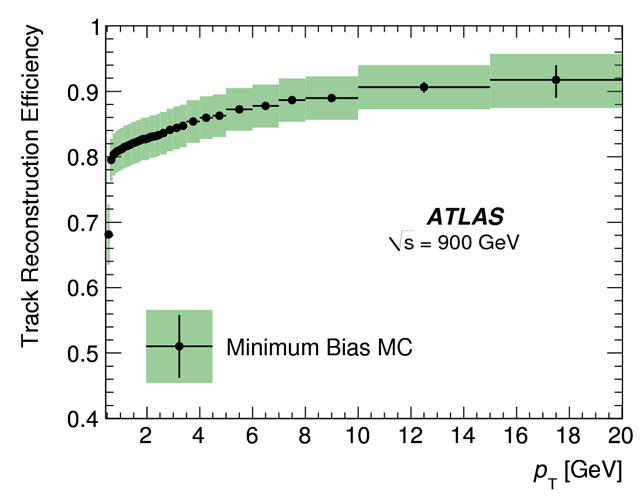 Track Reconstruction Efficiency
1
0.9
0.8
0.7
0.6
0.5
0.4
ATLAS
√s = 900 GeV
Minimum Bias MC
2 4 6 8 10 12 14 16 18 20
p_T [GeV]